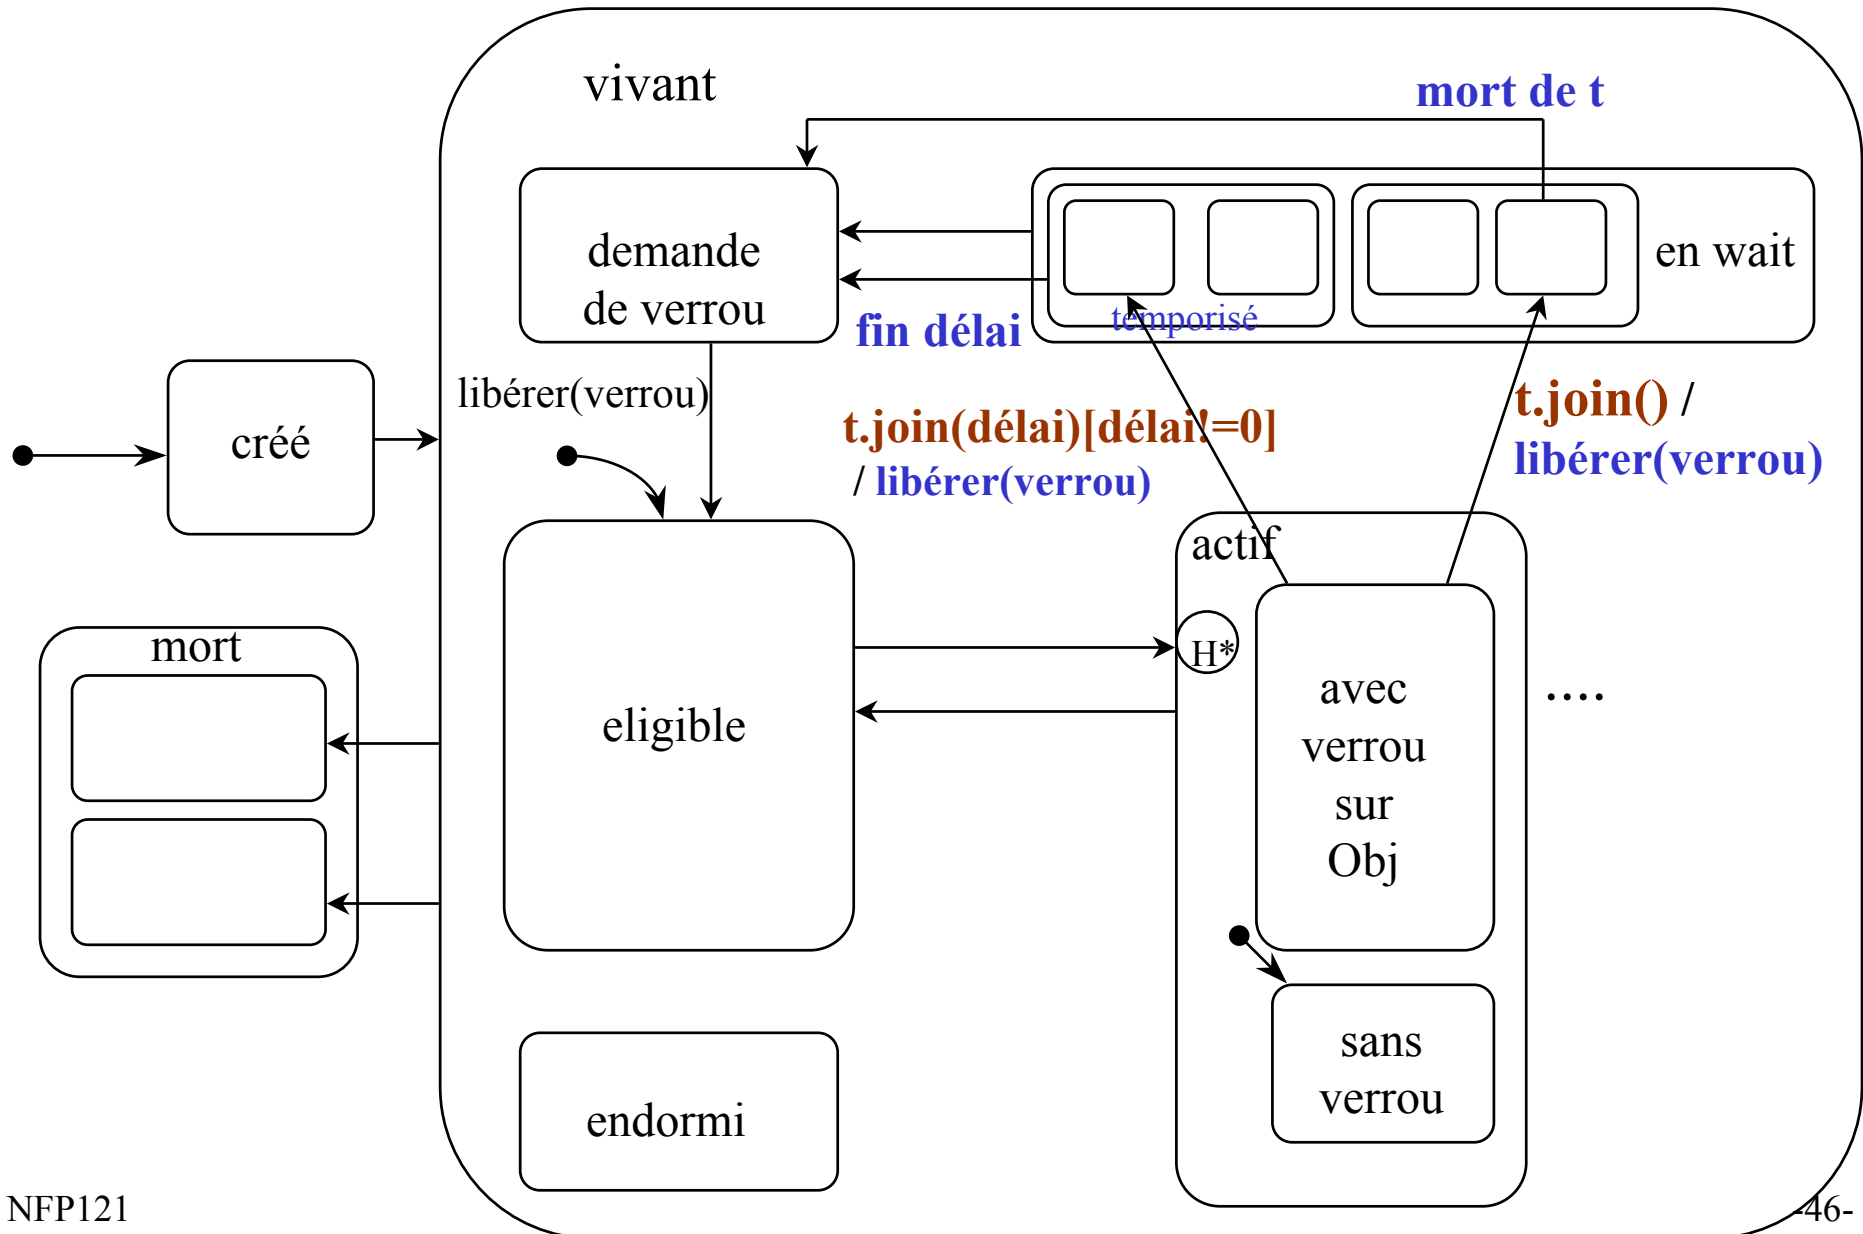 vivant
mort de t
demande
de verrou
en wait
temporisé
fin délai
libérer(verrou)
créé
t.join(délai)[délai!=0]
/ libérer(verrou)
t.join() /
libérer(verrou)
actif
mort
H*
eligible
avec
verrou
sur
Obj
....
sans
verrou
endormi
NFP121
-46-